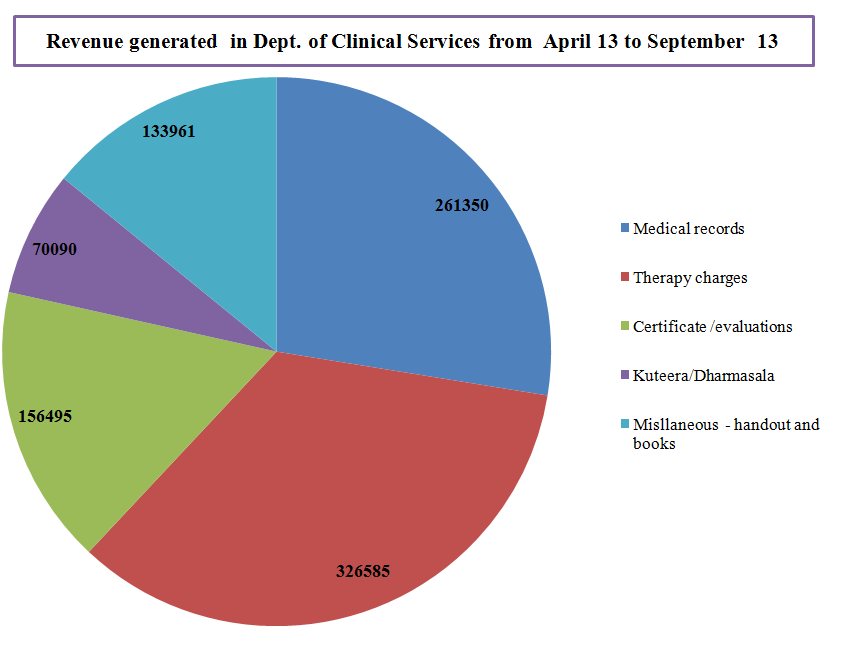 Revenue generated in Dept. of Clinical Services from April 13 to September 13
133961
261350
70090
156495
326585
Medical records
Therapy charges
Certificate /evaluations
Kuteera/Dharmasala
Misllaneous - handout and
books